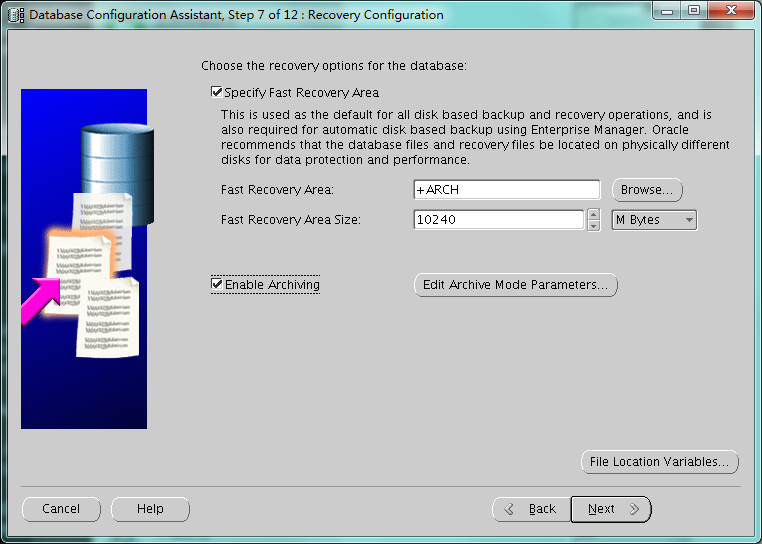 Database Configuration Assistant, Step 7 of 12 : Recovery Configuration
Choose the recovery options for the database:
Specify Fast Recovery Area
This is used as the default for all disk based backup and recovery operations, and is
also required for automatic disk based backup using Enterprise Manager. Oracle
recommends that the database files and recovery files be located on physically different
disks for data protection and performance.
Fast Recovery Area: +ARCH Browse...
Fast Recovery Area Size: 10240 M Bytes
Enable Archiving Edit Archive Mode Parameters...
File Location Variables...
Cancel Help Back Next